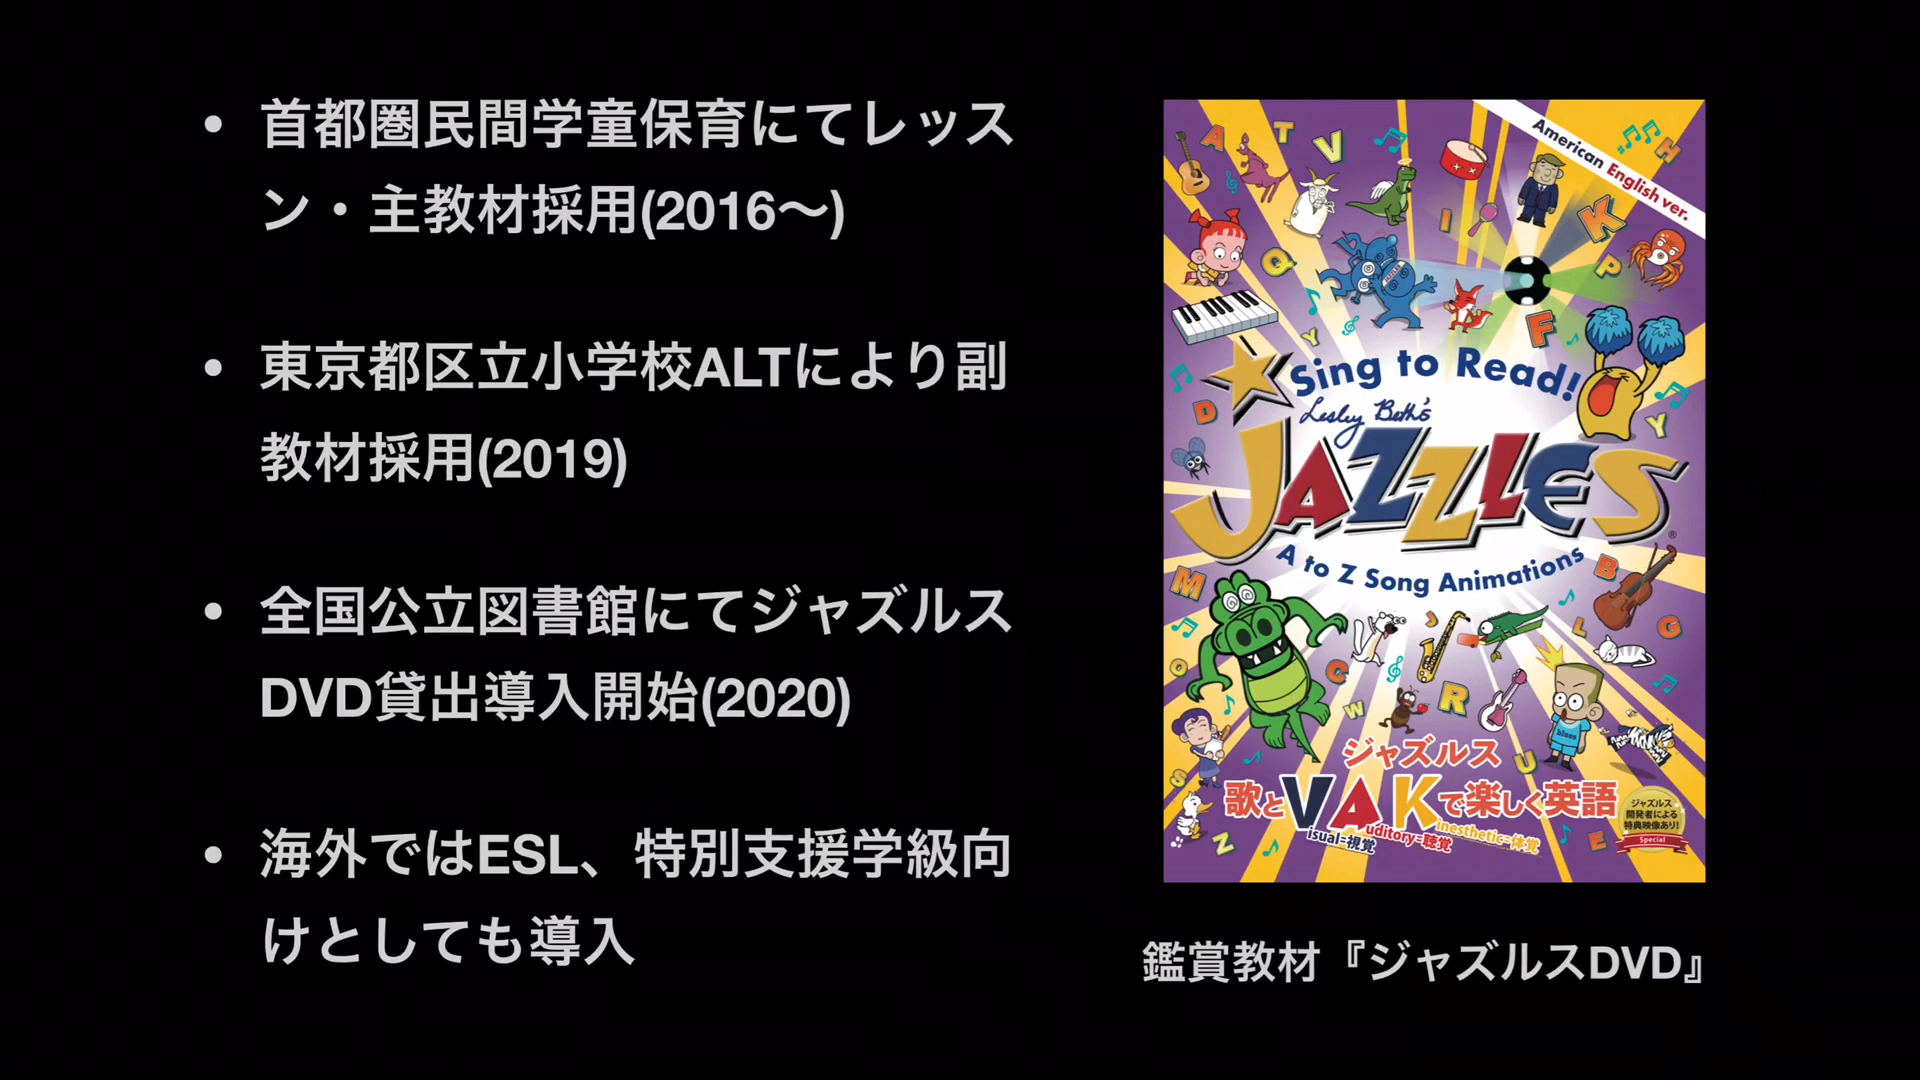 • 首都圏民間学童保育にてレッス
ン・主教材採用(2016〜)
• 東京都区立小学校ALTにより副
教材採用(2019)
• 全国公立図書館にてジャズルス
DVD貸出導入開始(2020)
• 海外ではESL、特別支援学級向
けとしても導入
American English ver.
Sing to Read!
Lesley Beth's
JAZZLES®
A to Z Song Animations
ジャズルス
歌とVAKで楽しく英語
isual=視覚
uditory=聴覚
inesthetic=体覚
ジャズルス
開発者による
特典映像あり!
Special
blues
鑑賞教材『ジャズルスDVD』